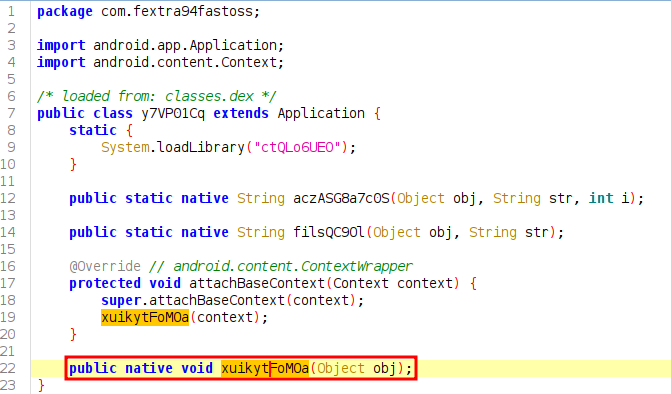 1 package com.fextra94fastoss;
2
3 import android.app.Application;
4 import android.content.Context;
5
6 /* loaded from: classes.dex */
7 public class y7VP01Cq extends Application {
8 static {
9 System.loadLibrary("ctQLo6UEO");
10 }
11
12 public static native String aczASG8a7cOS(Object obj, String str, int i);
13
14 public static native String filsQC9Ol(Object obj, String str);
15
16 @Override // android.content.ContextWrapper
17 protected void attachBaseContext(Context context) {
18 super.attachBaseContext(context);
19 xuikytFoMOa(context);
20 }
21
22 public native void xuikytFoMOa(Object obj);
23 }